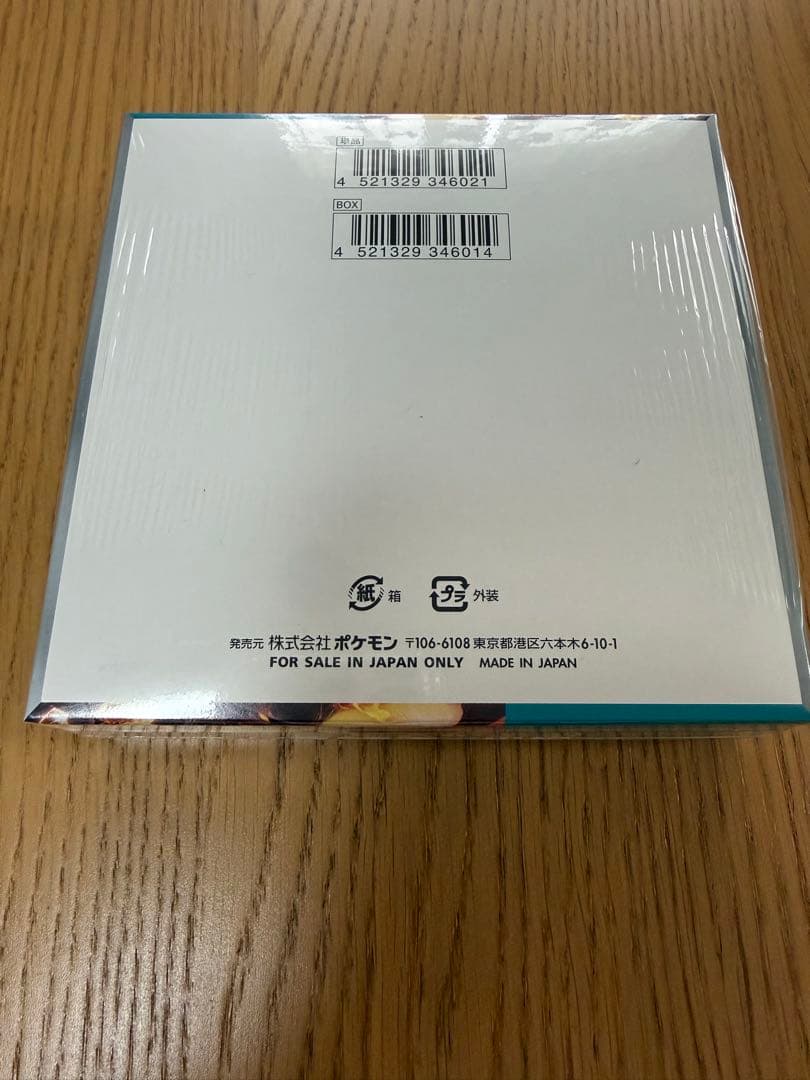 単品
4 521329 346021
BOX
4 521329 346014
紙 箱 プラ 外装
発売元 株式会社 ポケモン 〒106-6108 東京都港区六本木6-10-1
FOR SALE IN JAPAN ONLY MADE IN JAPAN